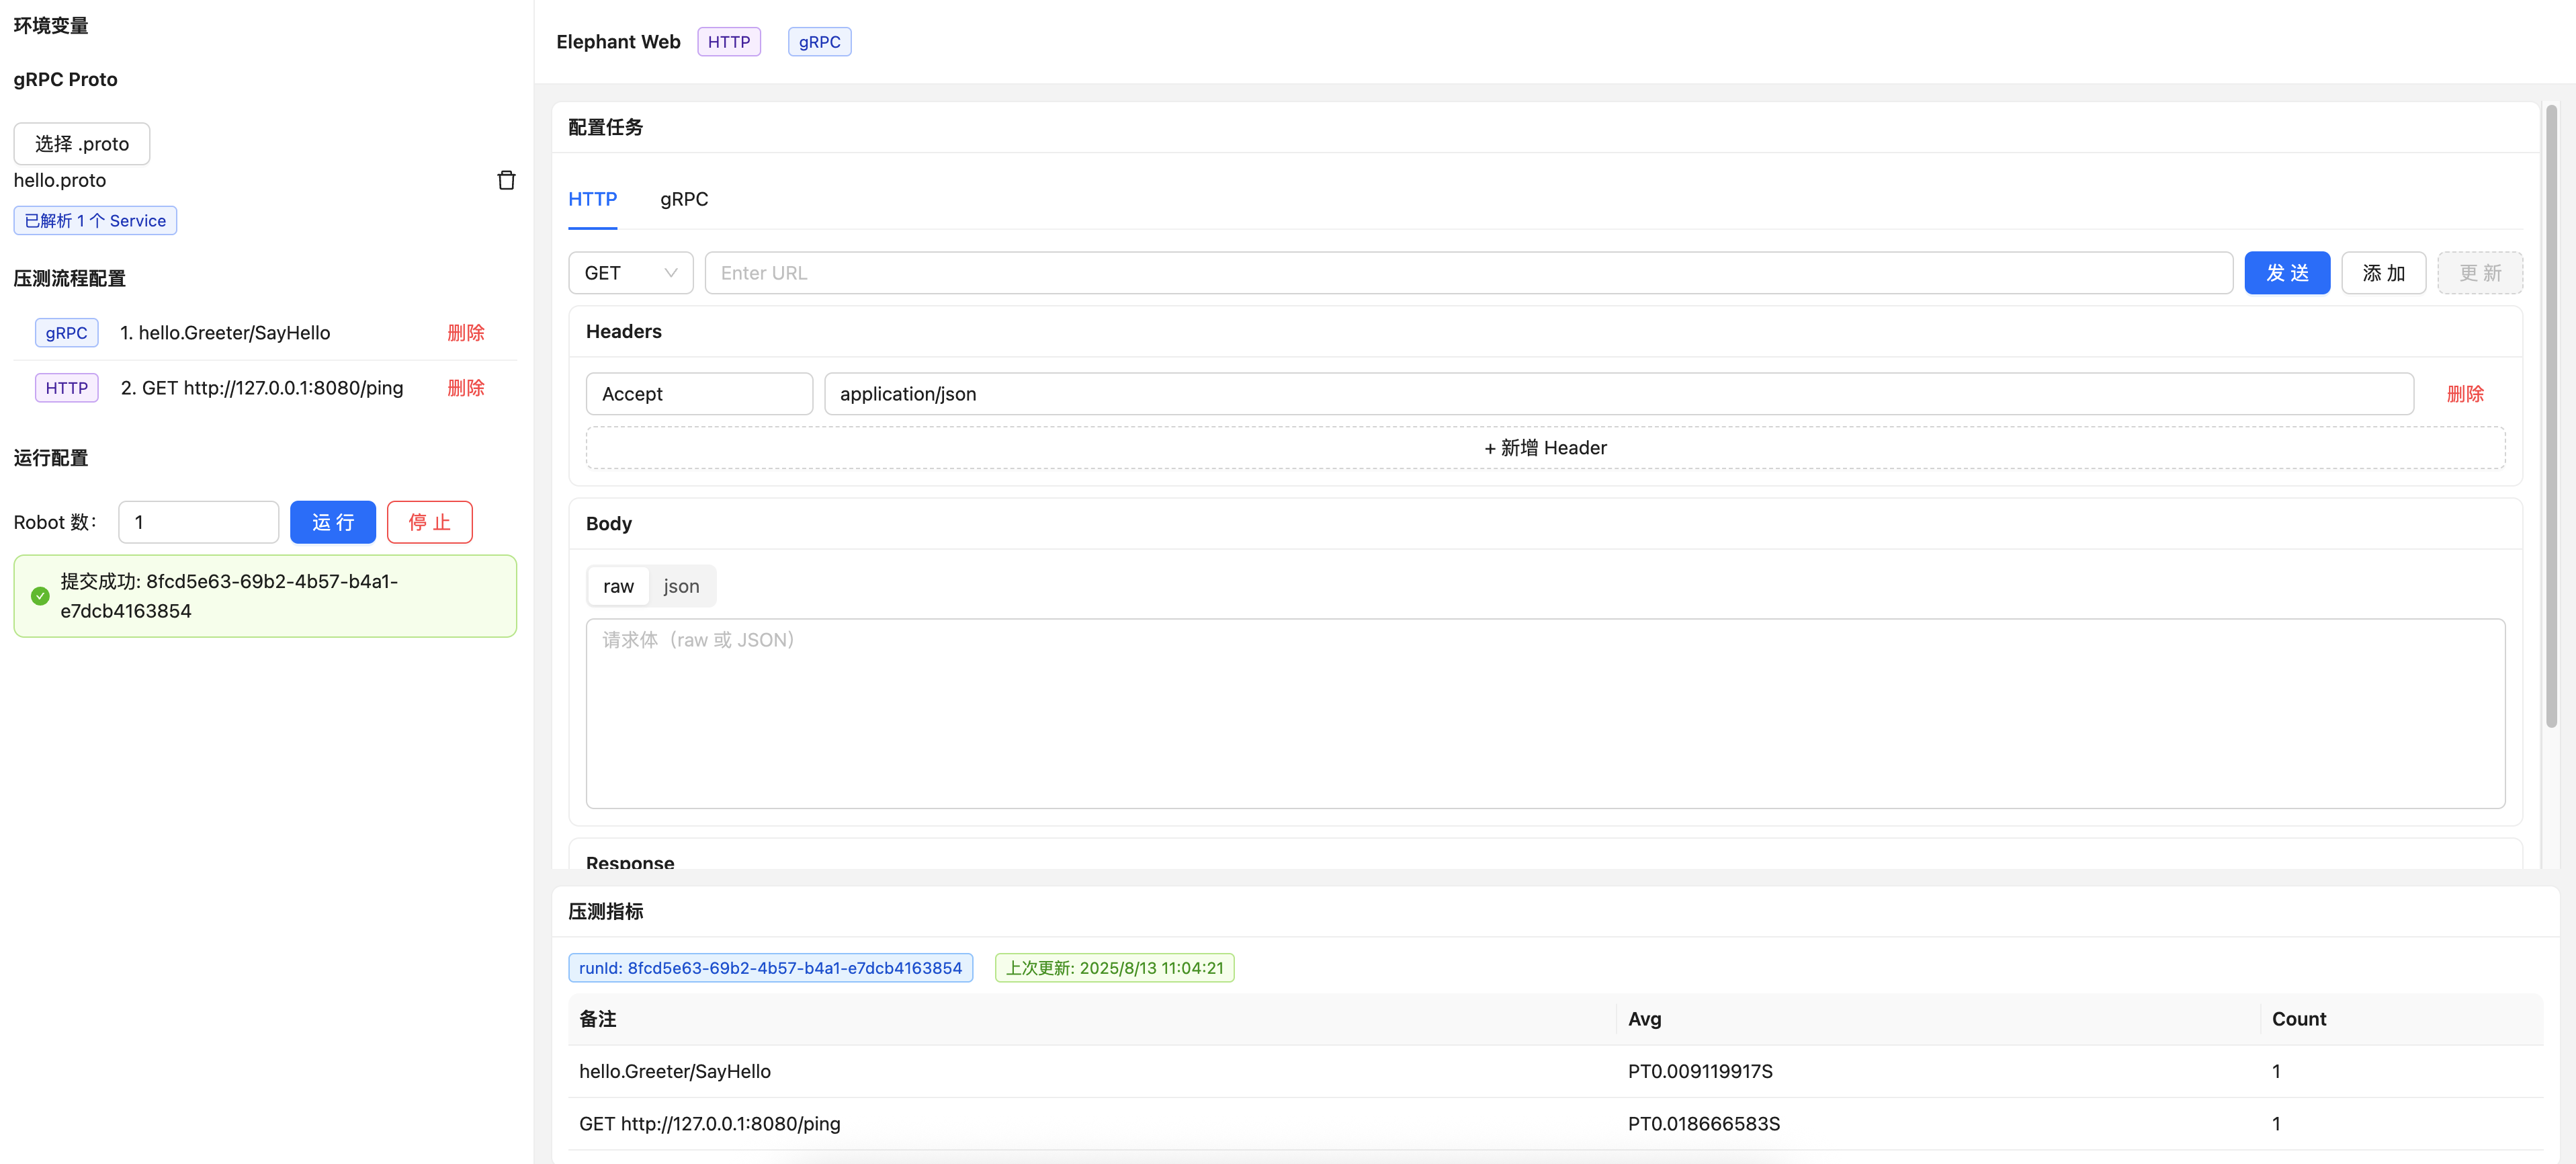 环境变量
gRPC Proto
选择 .proto
hello.proto
已解析 1 个 Service
压测流程配置
gRPC 1. hello.Greeter/SayHello 删除
HTTP 2. GET http://127.0.0.1:8080/ping 删除
运行配置
Robot 数： 1 运 行 停 止
提交成功: 8fcd5e63-69b2-4b57-b4a1-
e7dcb4163854
Elephant Web HTTP gRPC
配置任务
HTTP gRPC
GET Enter URL 发 送 添 加 更 新
Headers
Accept application/json 删除
+ 新增 Header
Body
raw json
请求体（raw 或 JSON）
Response
压测指标
runId: 8fcd5e63-69b2-4b57-b4a1-e7dcb4163854 上次更新: 2025/8/13 11:04:21
备注 Avg Count
hello.Greeter/SayHello PT0.009119917S 1
GET http://127.0.0.1:8080/ping PT0.018666583S 1